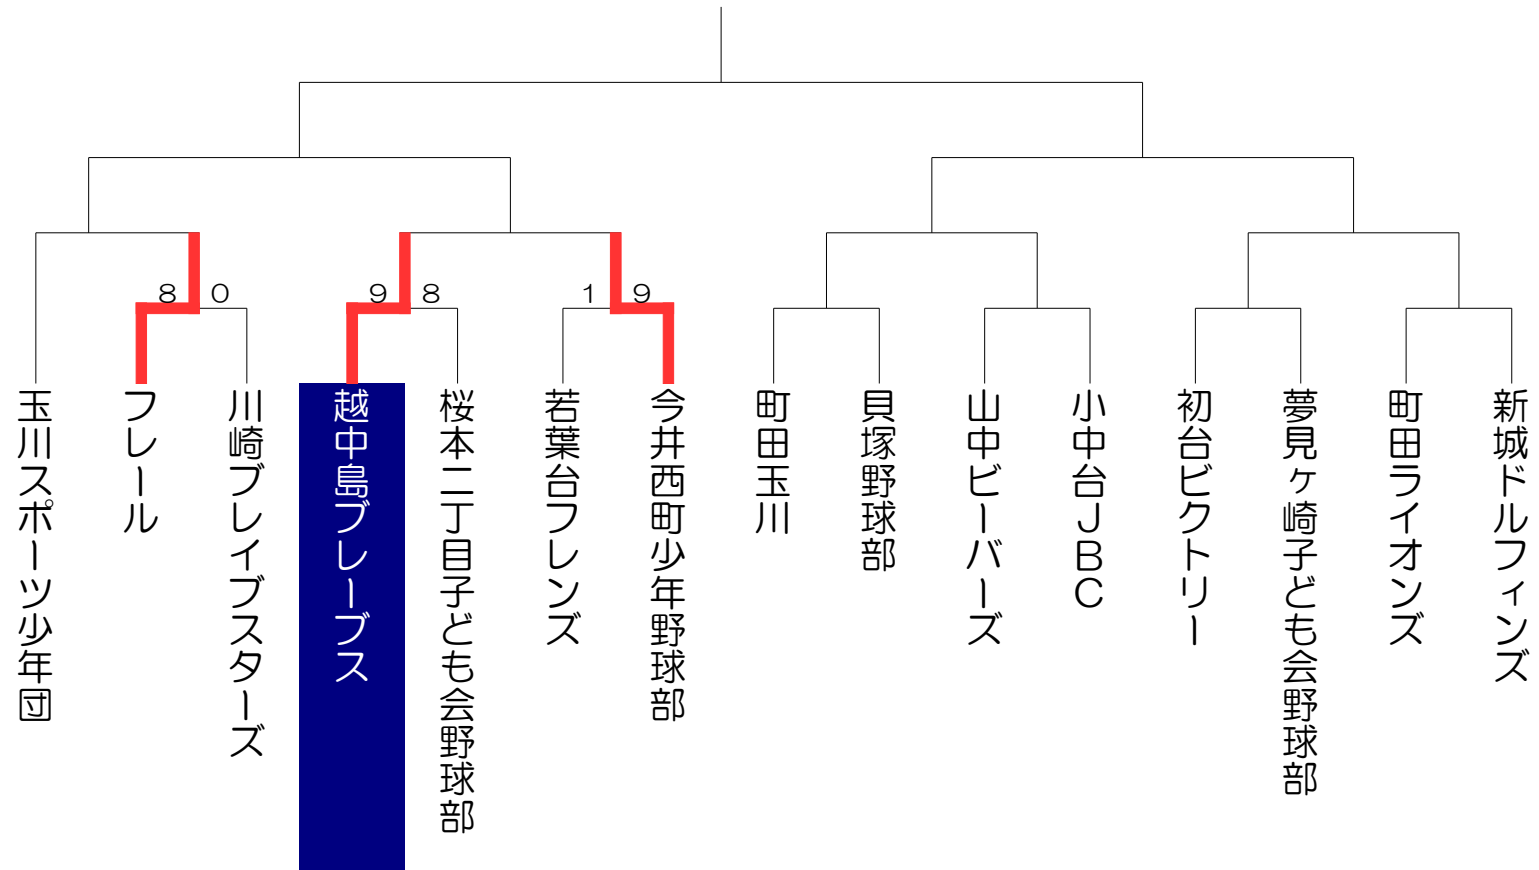 ８ ０ ９ ８ １ ９
玉川スポーツ少年団
フレール
川崎ブレイブスターズ
越中島ブレーブス
桜本二丁目子ども会野球部
若葉台フレンズ
今井西町少年野球部
町田玉川
貝塚野球部
山中ビーバーズ
小中台ＪＢＣ
初台ビクトリー
夢見ヶ崎子ども会野球部
町田ライオンズ
新城ドルフィンズ